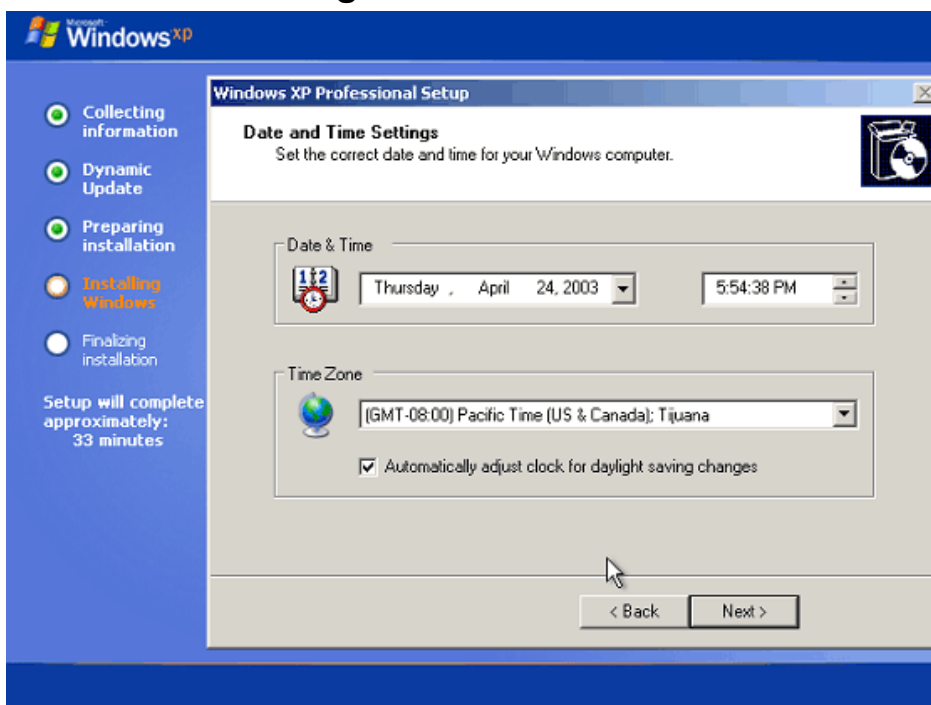 Microsoft
Windows xp
Collecting
information
Dynamic
Update
Preparing
installation
Installing
Windows
Finalizing
installation
Setup will complete
approximately:
33 minutes
Windows XP Professional Setup
Date and Time Settings
Set the correct date and time for your Windows computer.
Date & Time
12
Thursday , April 24, 2003
5:54:38 PM
Time Zone
(GMT-08:00) Pacific Time (US & Canada); Tijuana
Automatically adjust clock for daylight saving changes
< Back
Next >